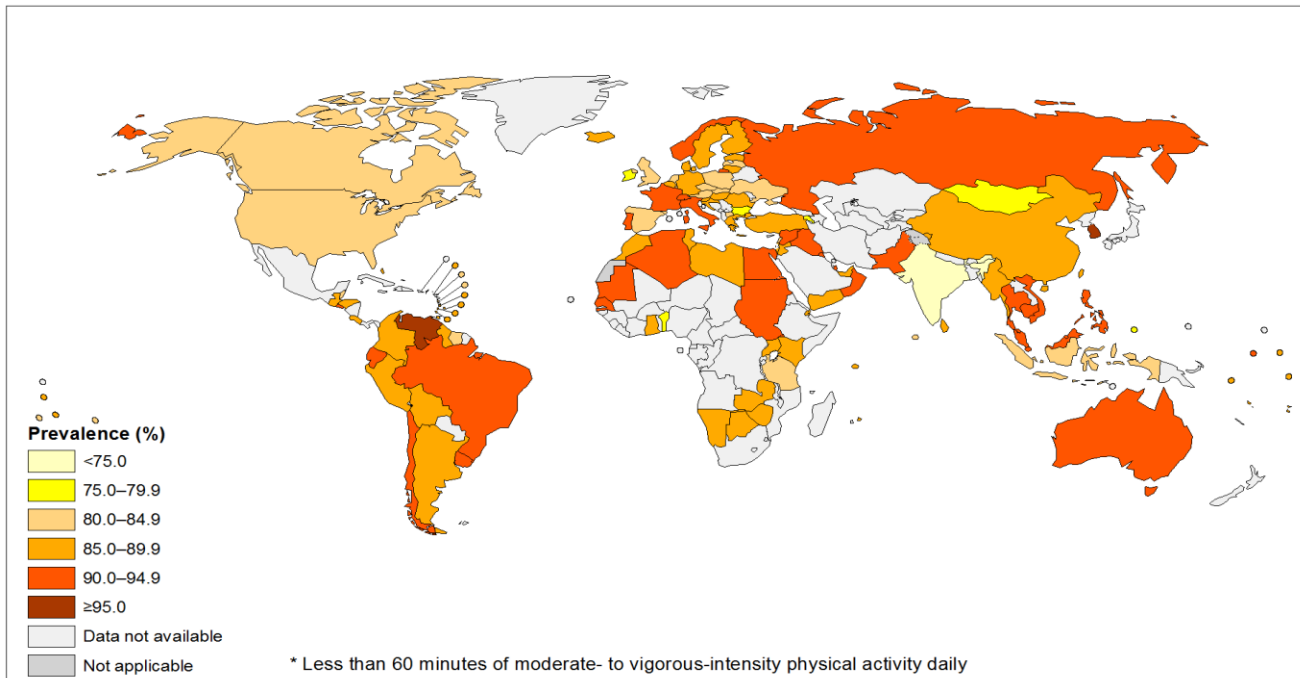 Prevalence (%)
<75.0
75.0–79.9
80.0–84.9
85.0–89.9
90.0–94.9
≥95.0
Data not available
Not applicable
* Less than 60 minutes of moderate- to vigorous-intensity physical activity daily